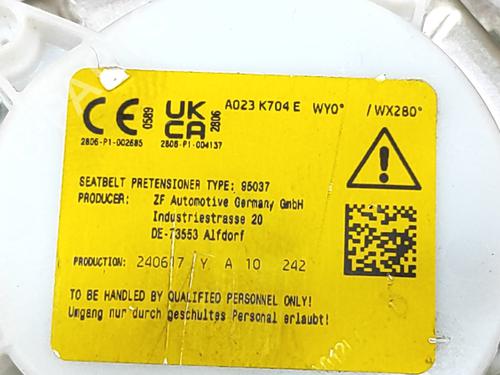 A023 K704 E WY0° /WX280°
CE 0589
UK CA 2806
2806-P1-002685 2806-P1-004137
SEATBELT PRETENSIONER TYPE: 95037
PRODUCER: ZF Automotive Germany GmbH
Industriestrasse 20
DE-73553 Alfdorf
PRODUCTION: 240617 Y A 10 242
TO BE HANDLED BY QUALIFIED PERSONNEL ONLY!
Umgang nur durch geschultes Personal erlaubt!